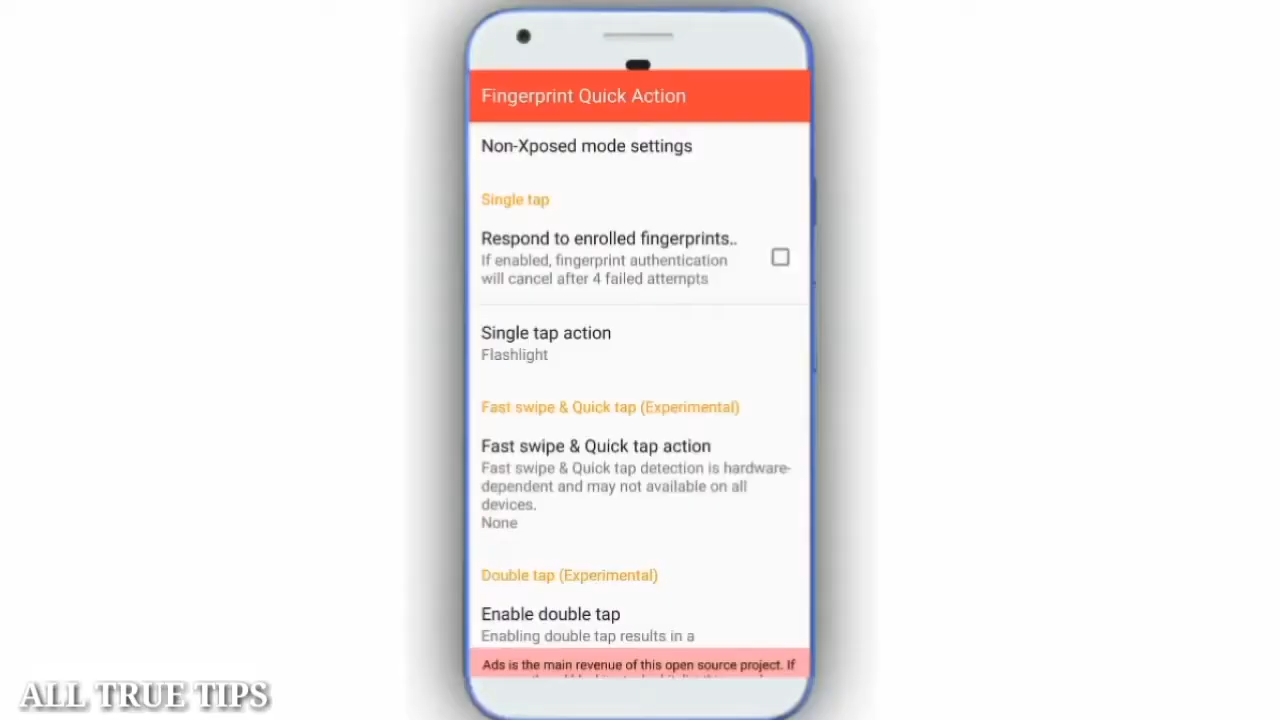 Fingerprint Quick Action
Non-Xposed mode settings
Single tap
Respond to enrolled fingerprints..
If enabled, fingerprint authentication
will cancel after 4 failed attempts
Single tap action
Flashlight
Fast swipe & Quick tap (Experimental)
Fast swipe & Quick tap action
Fast swipe & Quick tap detection is hardware-
dependent and may not available on all
devices.
None
Double tap (Experimental)
Enable double tap
Enabling double tap results in a
Ads is the main revenue of this open source project. If
ALL TRUE TIPS